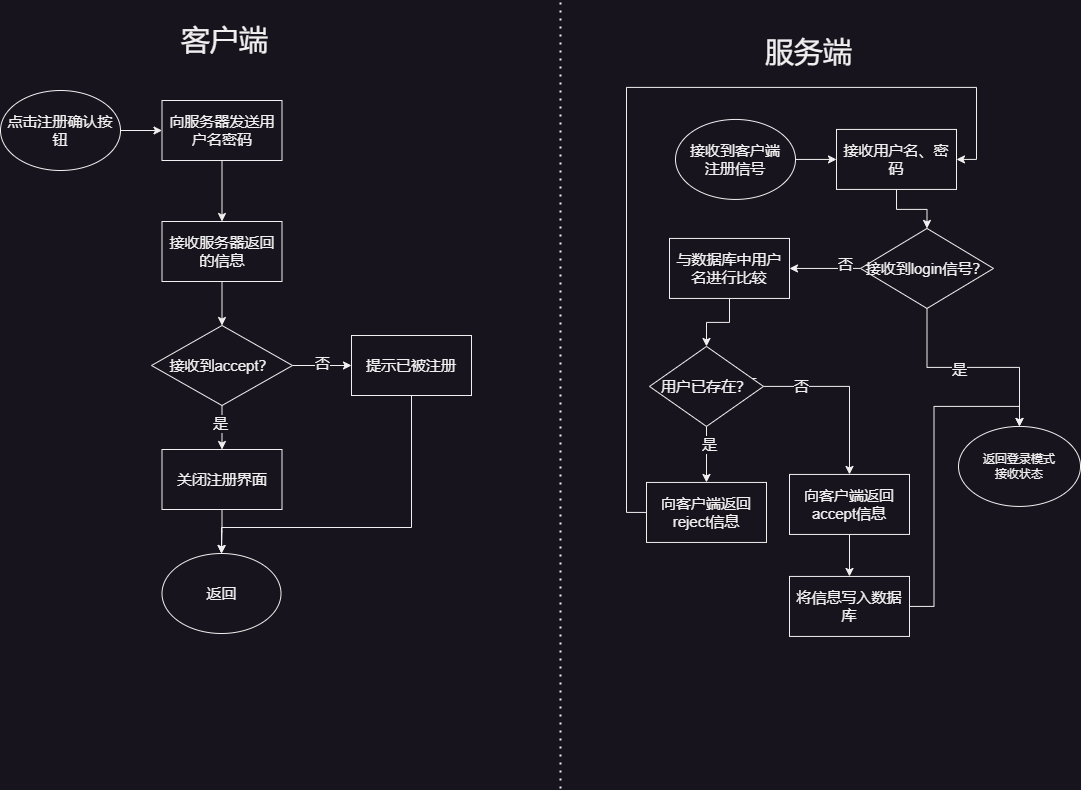 客户端
点击注册确认按
钮
向服务器发送用
户名密码
接收服务器返回
的信息
接收到accept?
否
提示已被注册
是
关闭注册界面
返回
服务端
接收到客户端
注册信号
接收用户名、密
码
接收到login信号?
否
与数据库中用户
名进行比较
是
用户已存在?
否
是
返回登录模式
接收状态
向客户端返回
reject信息
向客户端返回
accept信息
将信息写入数据
库